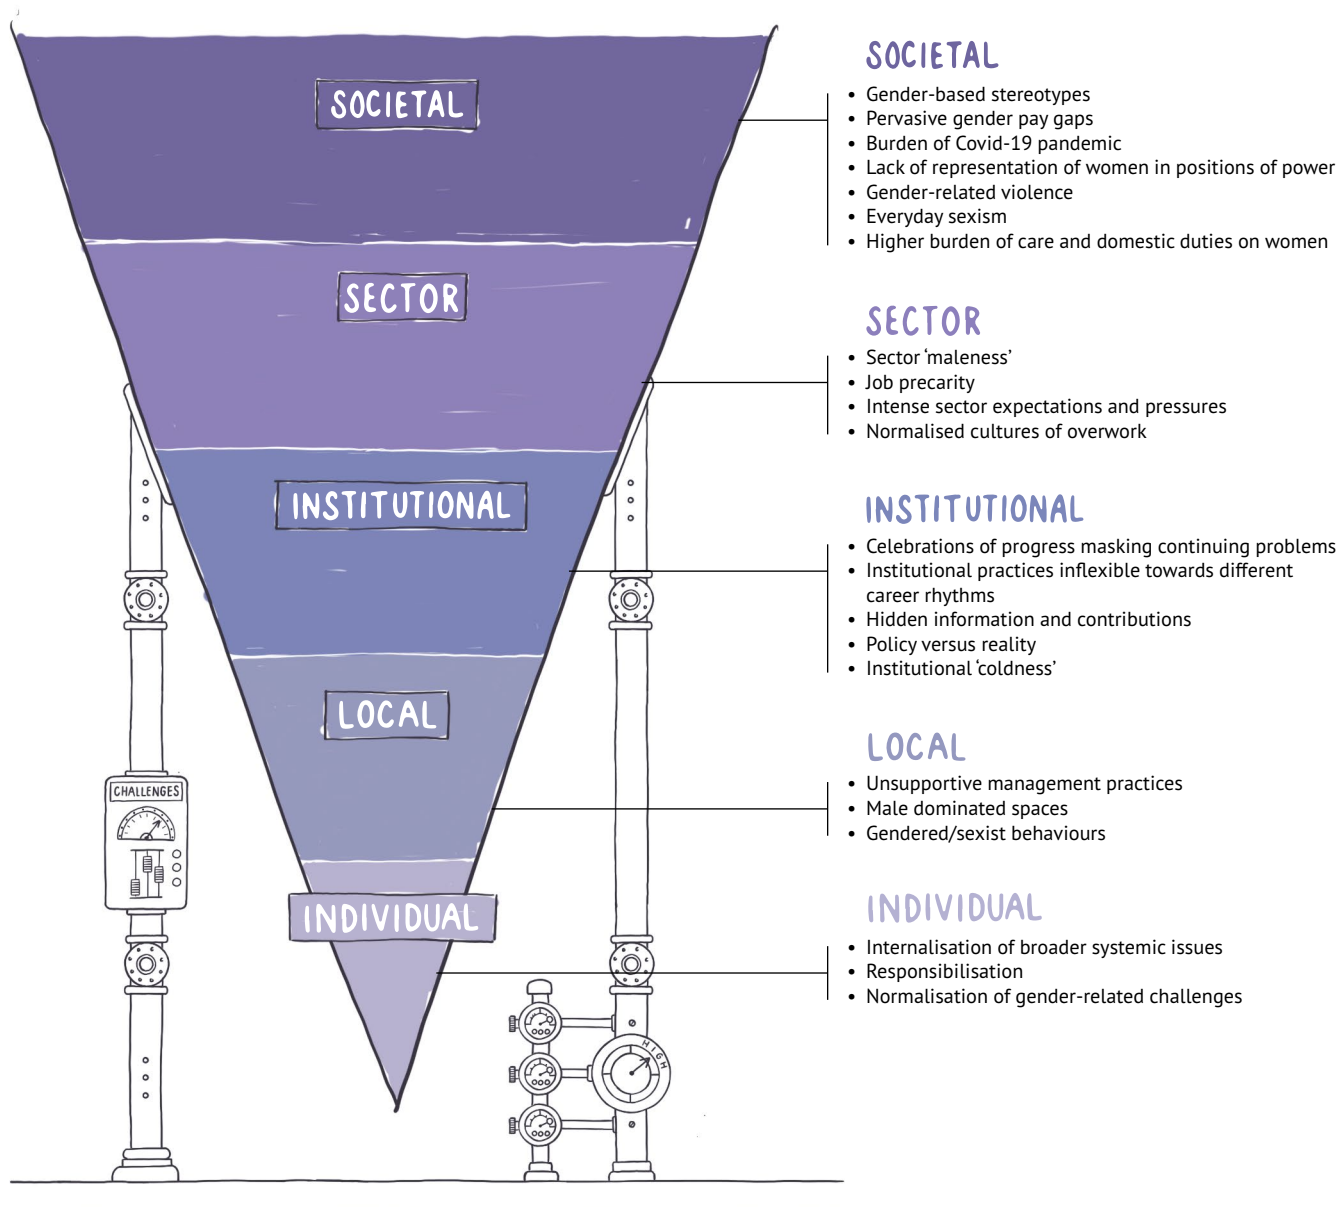 SOCIETAL
SECTOR
INSTITUTIONAL
LOCAL
INDIVIDUAL
CHALLENGES
HIGH
SOCIETAL
• Gender-based stereotypes
• Pervasive gender pay gaps
• Burden of Covid-19 pandemic
• Lack of representation of women in positions of power
• Gender-related violence
• Everyday sexism
• Higher burden of care and domestic duties on women
SECTOR
• Sector ‘maleness’
• Job precarity
• Intense sector expectations and pressures
• Normalised cultures of overwork
INSTITUTIONAL
• Celebrations of progress masking continuing problems
• Institutional practices inflexible towards different
career rhythms
• Hidden information and contributions
• Policy versus reality
• Institutional ‘coldness’
LOCAL
• Unsupportive management practices
• Male dominated spaces
• Gendered/sexist behaviours
INDIVIDUAL
• Internalisation of broader systemic issues
• Responsibilisation
• Normalisation of gender-related challenges